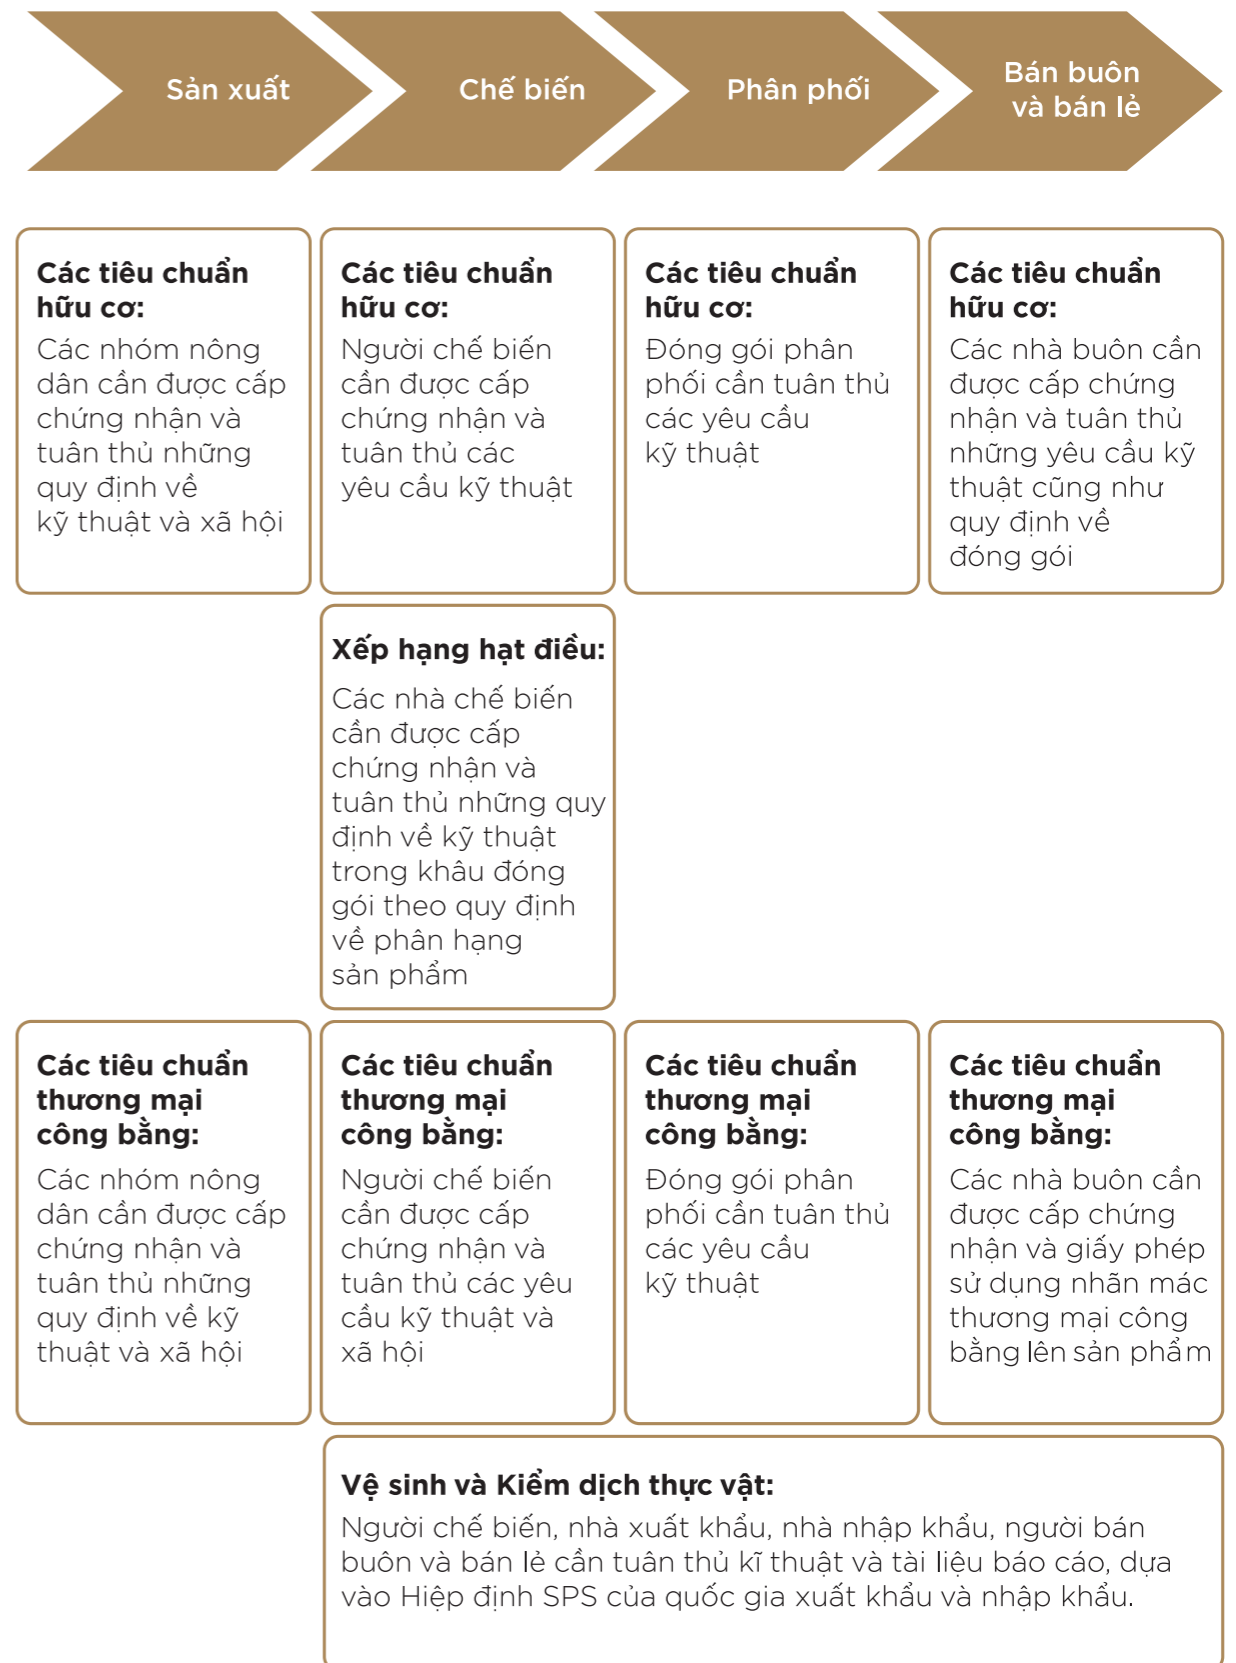 Sản xuất
Chế biến
Phân phối
Bán buôn
và bán lẻ
Các tiêu chuẩn
hữu cơ:
Các nhóm nông
dân cần được cấp
chứng nhận và
tuân thủ những
quy định về
kỹ thuật và xã hội
Các tiêu chuẩn
hữu cơ:
Người chế biến
cần được cấp
chứng nhận và
tuân thủ các
yêu cầu kỹ thuật
Các tiêu chuẩn
hữu cơ:
Đóng gói phân
phối cần tuân thủ
các yêu cầu
kỹ thuật
Các tiêu chuẩn
hữu cơ:
Các nhà buôn cần
được cấp chứng
nhận và tuân thủ
những yêu cầu kỹ
thuật cũng như
quy định về
đóng gói
Xếp hạng hạt điều:
Các nhà chế biến
cần được cấp
chứng nhận và
tuân thủ những quy
định về kỹ thuật
trong khâu đóng
gói theo quy định
về phân hạng
sản phẩm
Các tiêu chuẩn
thương mại
công bằng:
Các nhóm nông
dân cần được cấp
chứng nhận và
tuân thủ những
quy định về kỹ
thuật và xã hội
Các tiêu chuẩn
thương mại
công bằng:
Người chế biến
cần được cấp
chứng nhận và
tuân thủ các yêu
cầu kỹ thuật và
xã hội
Các tiêu chuẩn
thương mại
công bằng:
Đóng gói phân
phối cần tuân thủ
các yêu cầu
kỹ thuật
Các tiêu chuẩn
thương mại
công bằng:
Các nhà buôn cần
được cấp chứng
nhận và giấy phép
sử dụng nhãn mác
thương mại công
bằng lên sản phẩm
Vệ sinh và Kiểm dịch thực vật:
Người chế biến, nhà xuất khẩu, nhà nhập khẩu, người bán
buôn và bán lẻ cần tuân thủ kĩ thuật và tài liệu báo cáo, dựa
vào Hiệp định SPS của quốc gia xuất khẩu và nhập khẩu.